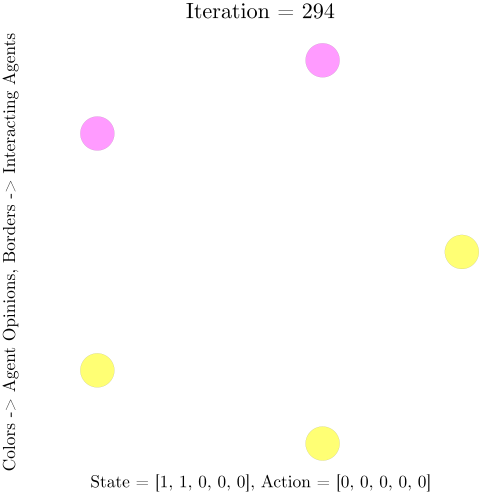 Iteration = 294
Colors -> Agent Opinions, Borders -> Interacting Agents
State = [1, 1, 0, 0, 0], Action = [0, 0, 0, 0, 0]